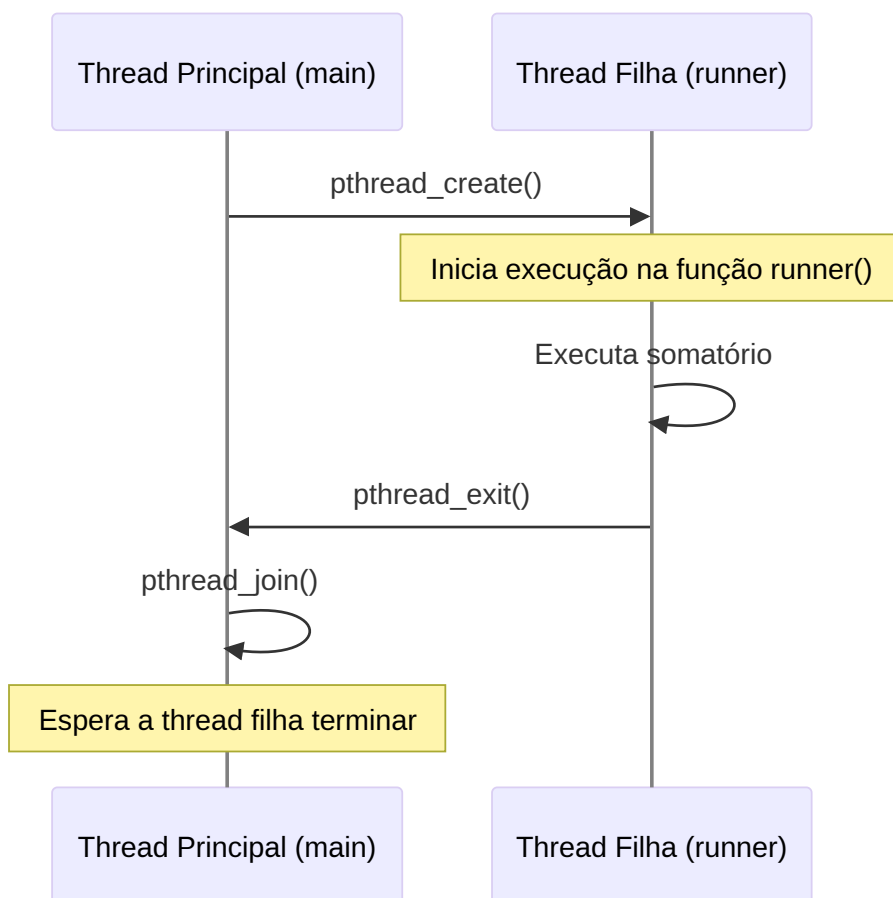 Thread Principal (main)
Thread Filha (runner)
pthread_create()
Inicia execução na função runner()
Executa somatório
pthread_exit()
pthread_join()
Espera a thread filha terminar
Thread Principal (main)
Thread Filha (runner)